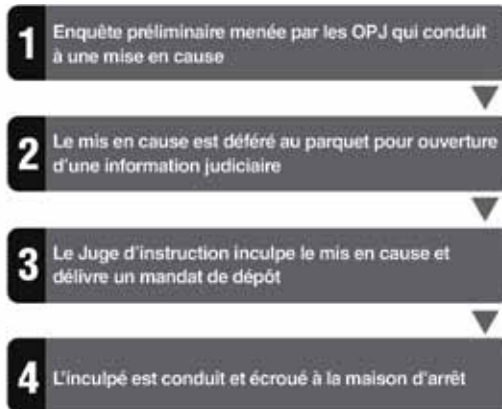 1
Enquête préliminaire menée par les OPJ qui conduit
à une mise en cause
2
Le mis en cause est déféré au parquet pour ouverture
d'une information judiciaire
3
Le Juge d'instruction inculpe le mis en cause et
délivre un mandat de dépôt
4
L'inculpé est conduit et écroué à la maison d'arrêt